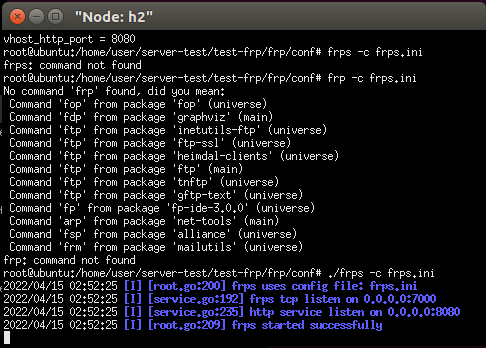 "Node: h2"
vhost_http_port = 8080
root@ubuntu:/home/user/server-test/test-frp/frp/conf# frps -c frps.ini
frps: command not found
root@ubuntu:/home/user/server-test/test-frp/frp/conf# frp -c frps.ini
No command 'frp' found, did you mean:
 Command 'fop' from package 'fop' (universe)
 Command 'fdp' from package 'graphviz' (main)
 Command 'ftp' from package 'inetutils-ftp' (universe)
 Command 'ftp' from package 'ftp-ssl' (universe)
 Command 'ftp' from package 'heimdal-clients' (universe)
 Command 'ftp' from package 'ftp' (main)
 Command 'ftp' from package 'tnftp' (universe)
 Command 'ftp' from package 'gftp-text' (universe)
 Command 'fp' from package 'fp-ide-3.0.0' (universe)
 Command 'arp' from package 'net-tools' (main)
 Command 'fsp' from package 'alliance' (universe)
 Command 'frm' from package 'mailutils' (universe)
frp: command not found
root@ubuntu:/home/user/server-test/test-frp/frp/conf# ./frps -c frps.ini
2022/04/15 02:52:25 [I] [root.go:200] frps uses config file: frps.ini
2022/04/15 02:52:25 [I] [service.go:192] frps tcp listen on 0.0.0.0:7000
2022/04/15 02:52:25 [I] [service.go:235] http service listen on 0.0.0.0:8080
2022/04/15 02:52:25 [I] [root.go:209] frps started successfully